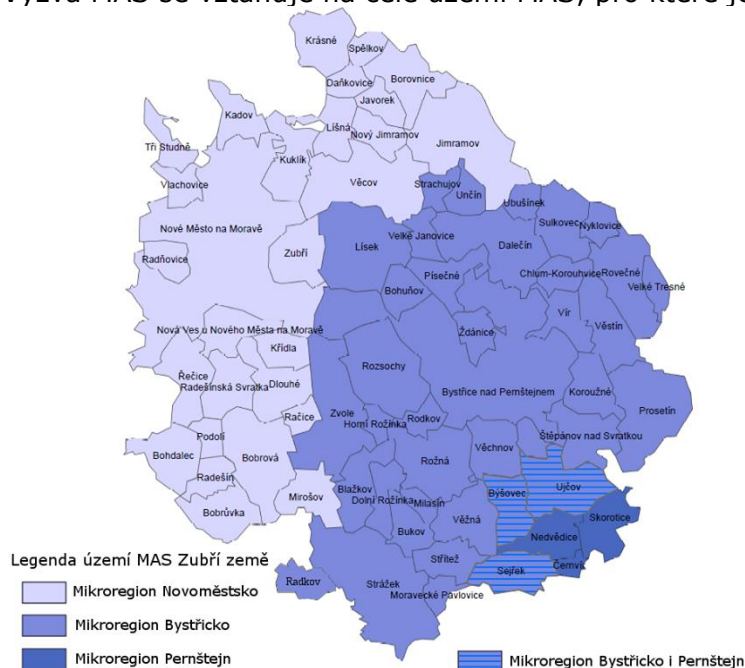 Výzva MAS se vztahuje na celé území MAS, pro které je
Krásné
Spělkov
Daňkovice
Borovnice
Javorek
Kadov
Líšná
Nový Jimramov
Jimramov
Tři Studně
Kuklík
Vlachovice
Věcov
Strachujov
Unčín
Ubušínek
Nové Město na Moravě
Sulkovec
Nyklovice
Zubří
Lísek
Velké Janovice
Dalečín
Radňovice
Písečné
Chlum-Korouhvice
Rovečné
Bohuňov
Velké Tresné
Vír
Nová Ves u Nového Města na Moravě
Ždánice
Věstín
Křídla
Řečice
Rozsochy
Radešínská Svratka
Dlouhé
Bystřice nad Pernštejnem
Koroužné
Račice
Zvole
Prosetín
Horní Rožínka
Rodkov
Podolí
Štěpánov nad Svratkou
Bohdalec
Bobrová
Věchnov
Rožná
Radešín
Ujčov
Blažkov
Byšovec
Mirošov
Dolní Rožínka
Milasín
Bobrůvka
Věžná
Skorotice
Bukov
Nedvědice
Střítež
Černvír
Sejřek
Radkov
Strážek
Moravecké Pavlovice
Legenda území MAS Zubří země
Mikroregion Novoměstsko
Mikroregion Bystřicko
Mikroregion Pernštejn
Mikroregion Bystřicko i Pernštejn